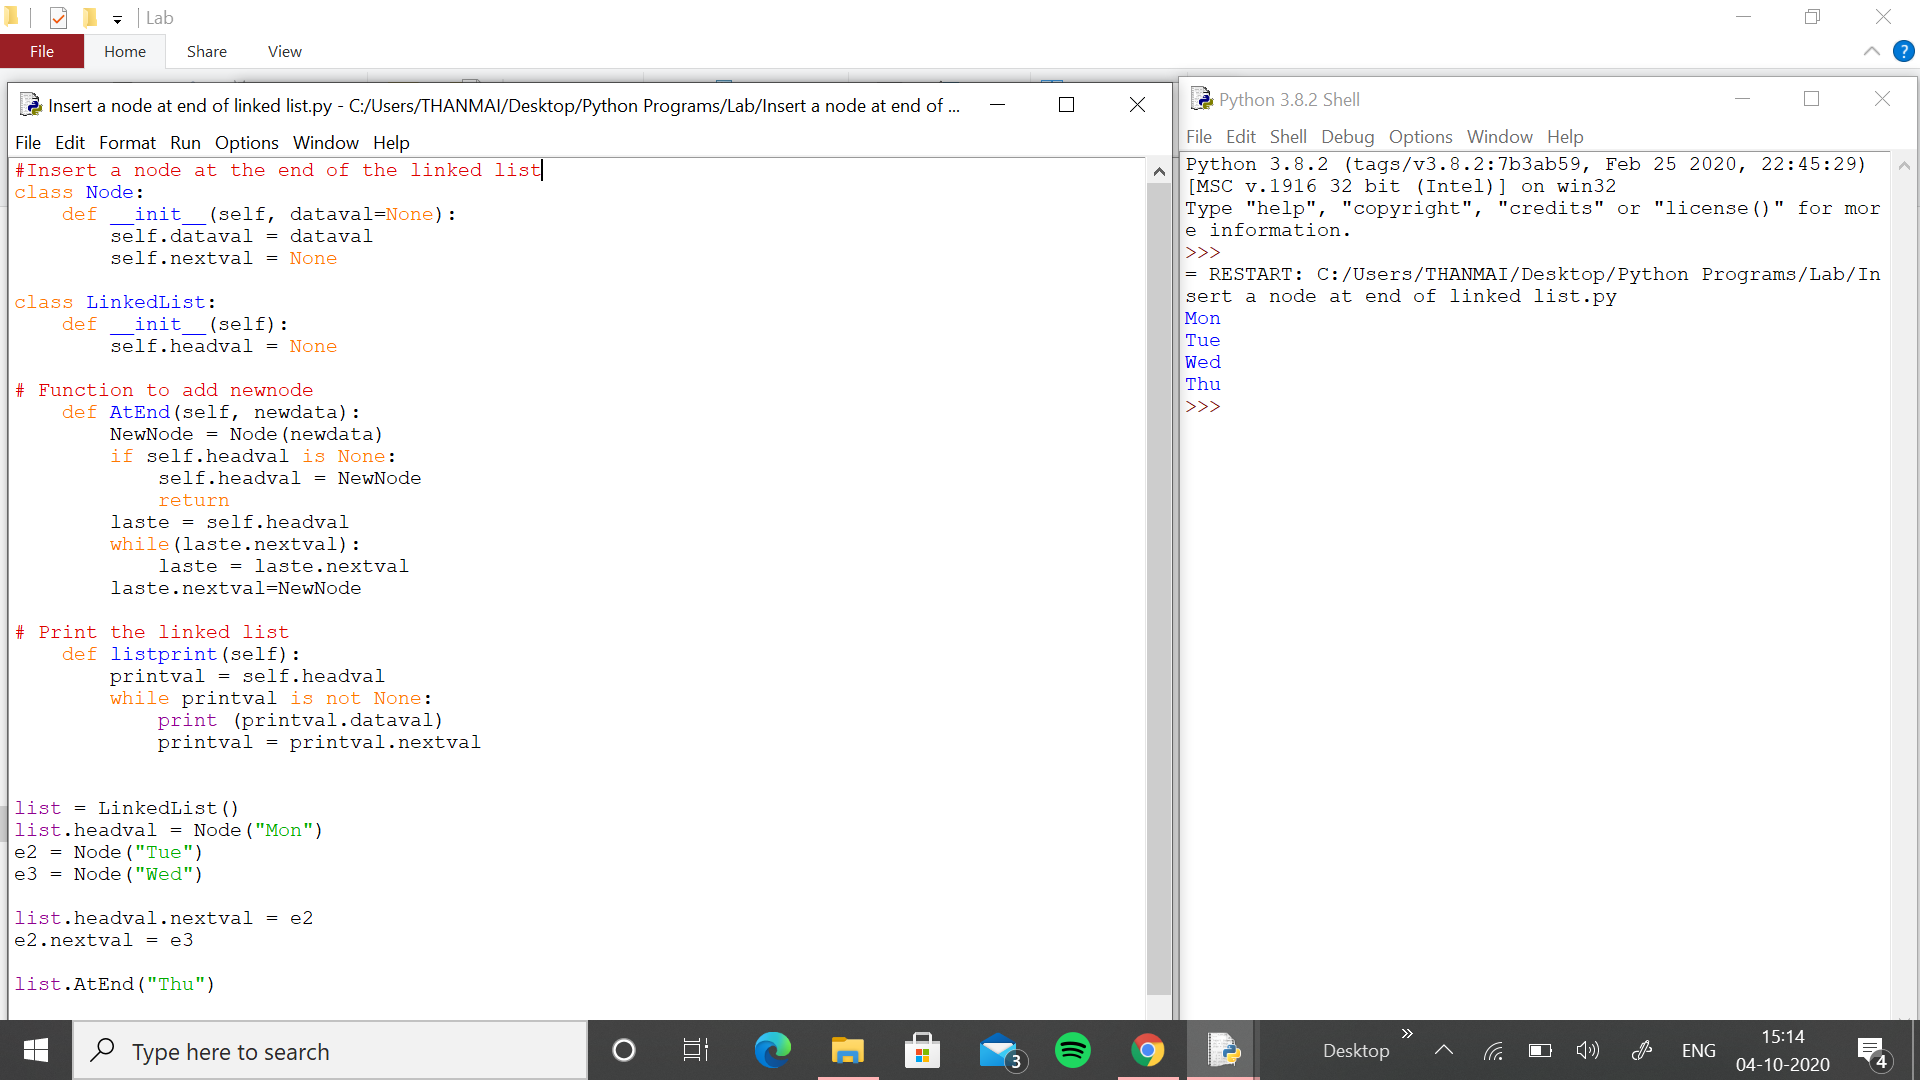 Lab
File Home Share View
Insert a node at end of linked list.py - C:/Users/THANMAI/Desktop/Python Programs/Lab/Insert a node at end of ...
File Edit Format Run Options Window Help
#Insert a node at the end of the linked list
class Node:
    def __init__(self, dataval=None):
        self.dataval = dataval
        self.nextval = None

class LinkedList:
    def __init__(self):
        self.headval = None

# Function to add newnode
    def AtEnd(self, newdata):
        NewNode = Node(newdata)
        if self.headval is None:
            self.headval = NewNode
            return
        laste = self.headval
        while(laste.nextval):
            laste = laste.nextval
        laste.nextval=NewNode

# Print the linked list
    def listprint(self):
        printval = self.headval
        while printval is not None:
            print (printval.dataval)
            printval = printval.nextval

list = LinkedList()
list.headval = Node("Mon")
e2 = Node("Tue")
e3 = Node("Wed")

list.headval.nextval = e2
e2.nextval = e3

list.AtEnd("Thu")
Python 3.8.2 Shell
File Edit Shell Debug Options Window Help
Python 3.8.2 (tags/v3.8.2:7b3ab59, Feb 25 2020, 22:45:29)
[MSC v.1916 32 bit (Intel)] on win32
Type "help", "copyright", "credits" or "license()" for mor
e information.
>>>
= RESTART: C:/Users/THANMAI/Desktop/Python Programs/Lab/In
sert a node at end of linked list.py
Mon
Tue
Wed
Thu
>>>
Type here to search
3
Desktop
ENG
15:14
04-10-2020
4